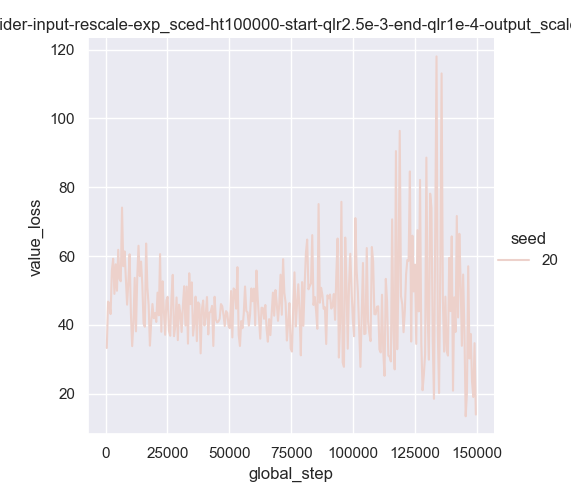 ider-input-rescale-exp_sced-ht100000-start-qlr2.5e-3-end-qlr1e-4-output_scale
120
100
80
60
40
20
value_loss
0 25000 50000 75000 100000 125000 150000
global_step
seed
20